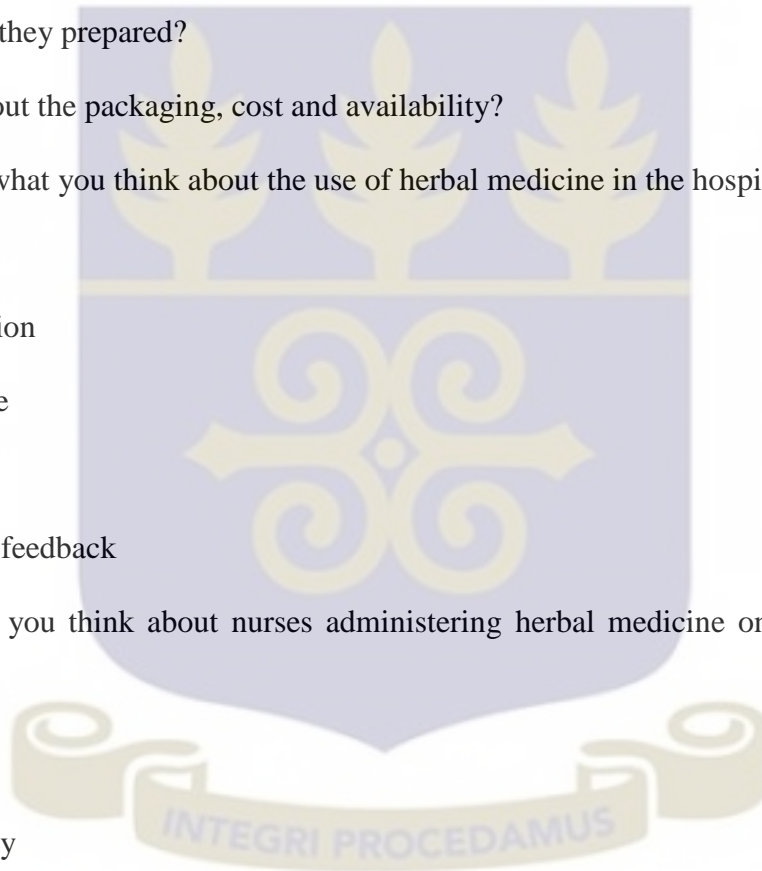 they prepared?
out the packaging, cost and availability?
what you think about the use of herbal medicine in the hospi
ion
e
feedback
you think about nurses administering herbal medicine or
INTEGRI PROCEDAMUS
y